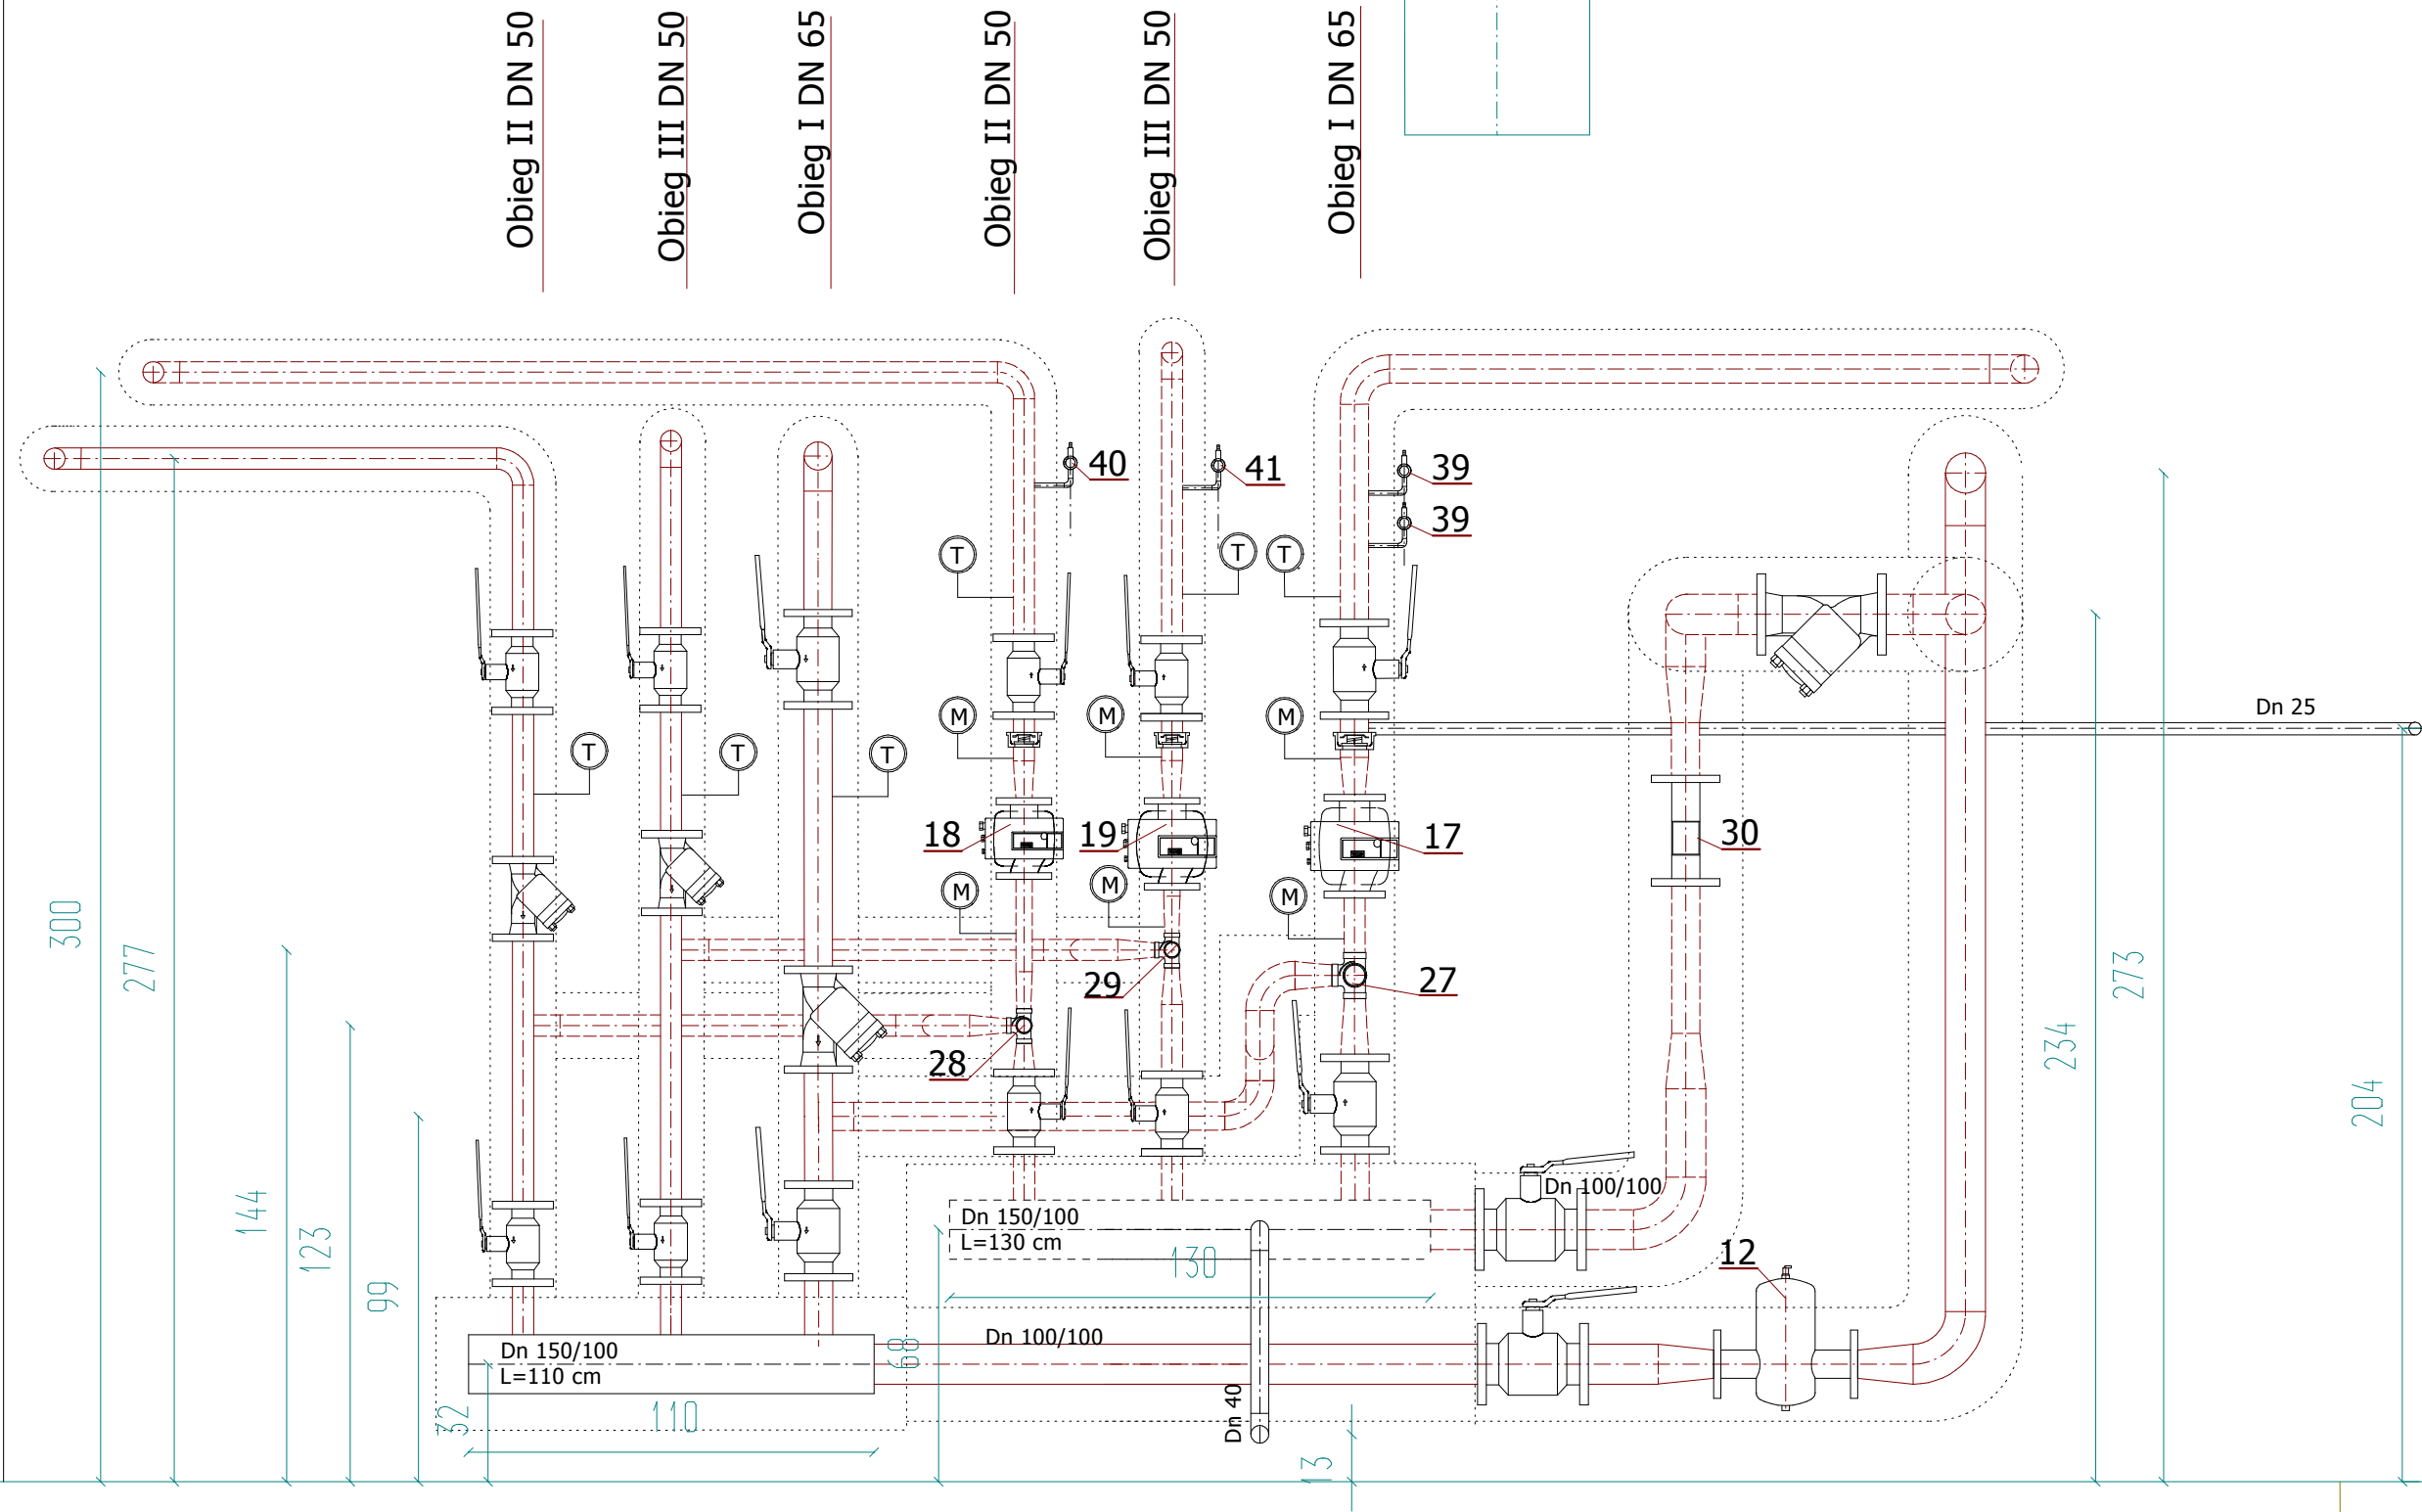 Obieg II DN 50
Obieg III DN 50
Obieg I DN 65
Obieg II DN 50
Obieg III DN 50
Obieg I DN 65
40
41
39
39
T
T
T
M
M
M
Dn 25
T
T
T
18
19
17
30
M
M
M
300
277
273
29
27
234
28
204
144
123
99
Dn 100/100
Dn 150/100
L=130 cm
130
12
68
Dn 100/100
Dn 150/100
L=110 cm
32
110
Dn 40
13